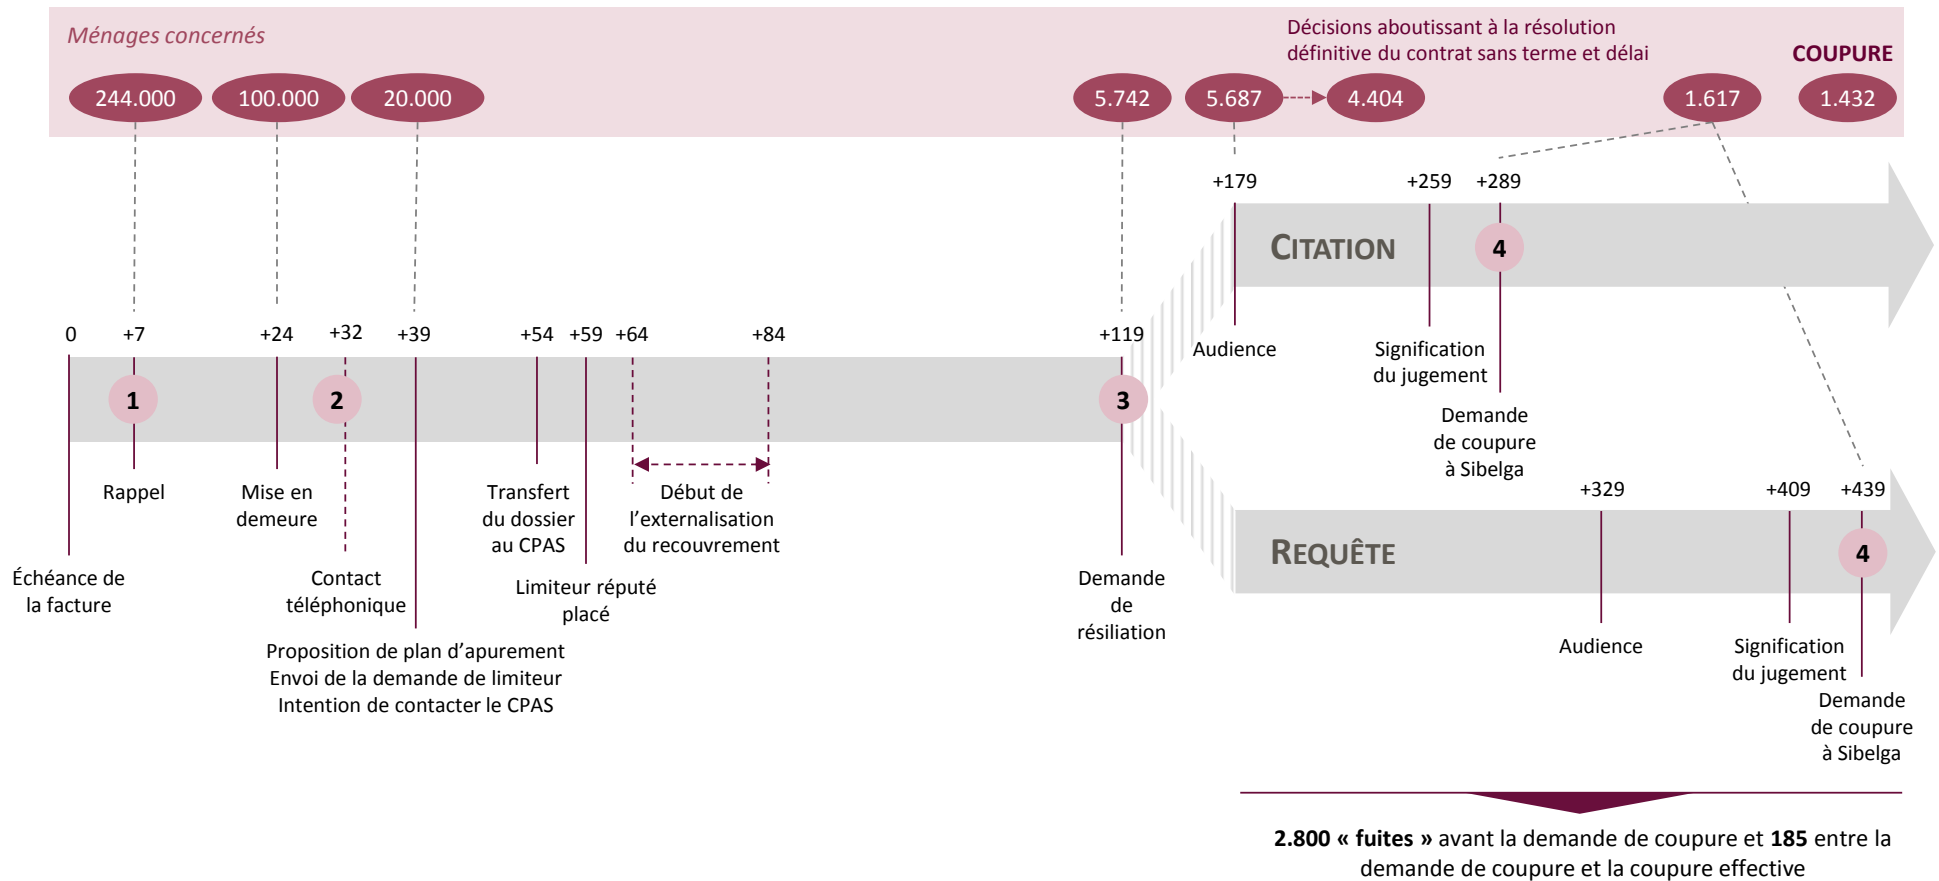 Ménages concernés
Décisions aboutissant à la résolution
définitive du contrat sans terme et délai
COUPURE
244.000
100.000
20.000
5.742
5.687
4.404
1.617
1.432
+179
+259
+289
CITATION
4
Audience
Signification
du jugement
Demande
de coupure
à Sibelga
0
+7
+24
+32
+39
+54
+59
+64
+84
+119
1
2
3
Rappel
Mise en
demeure
Transfert
du dossier
au CPAS
Début de
l’externalisation
du recouvrement
Échéance de
la facture
Contact
téléphonique
Limiteur réputé
placé
Demande
de
résiliation
Proposition de plan d’apurement
Envoi de la demande de limiteur
Intention de contacter le CPAS
+329
+409
+439
REQUÊTE
4
Audience
Signification
du jugement
Demande
de coupure
à Sibelga
2.800 « fuites » avant la demande de coupure et 185 entre la
demande de coupure et la coupure effective